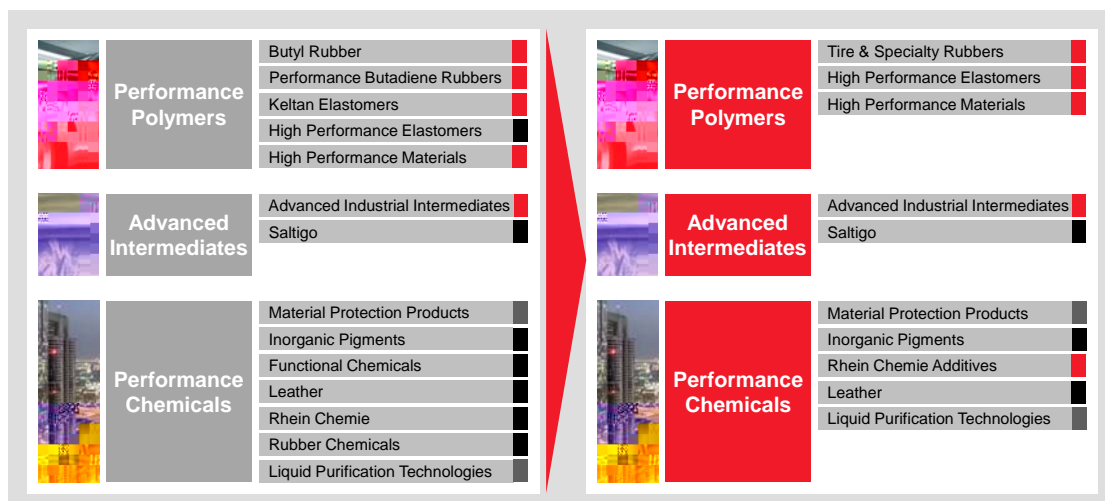 Performance
Polymers
Butyl Rubber
Performance Butadiene Rubbers
Keltan Elastomers
High Performance Elastomers
High Performance Materials
Advanced
Intermediates
Advanced Industrial Intermediates
Saltigo
Performance
Chemicals
Material Protection Products
Inorganic Pigments
Functional Chemicals
Leather
Rhein Chemie
Rubber Chemicals
Liquid Purification Technologies
Performance
Polymers
Tire & Specialty Rubbers
High Performance Elastomers
High Performance Materials
Advanced
Intermediates
Advanced Industrial Intermediates
Saltigo
Performance
Chemicals
Material Protection Products
Inorganic Pigments
Rhein Chemie Additives
Leather
Liquid Purification Technologies